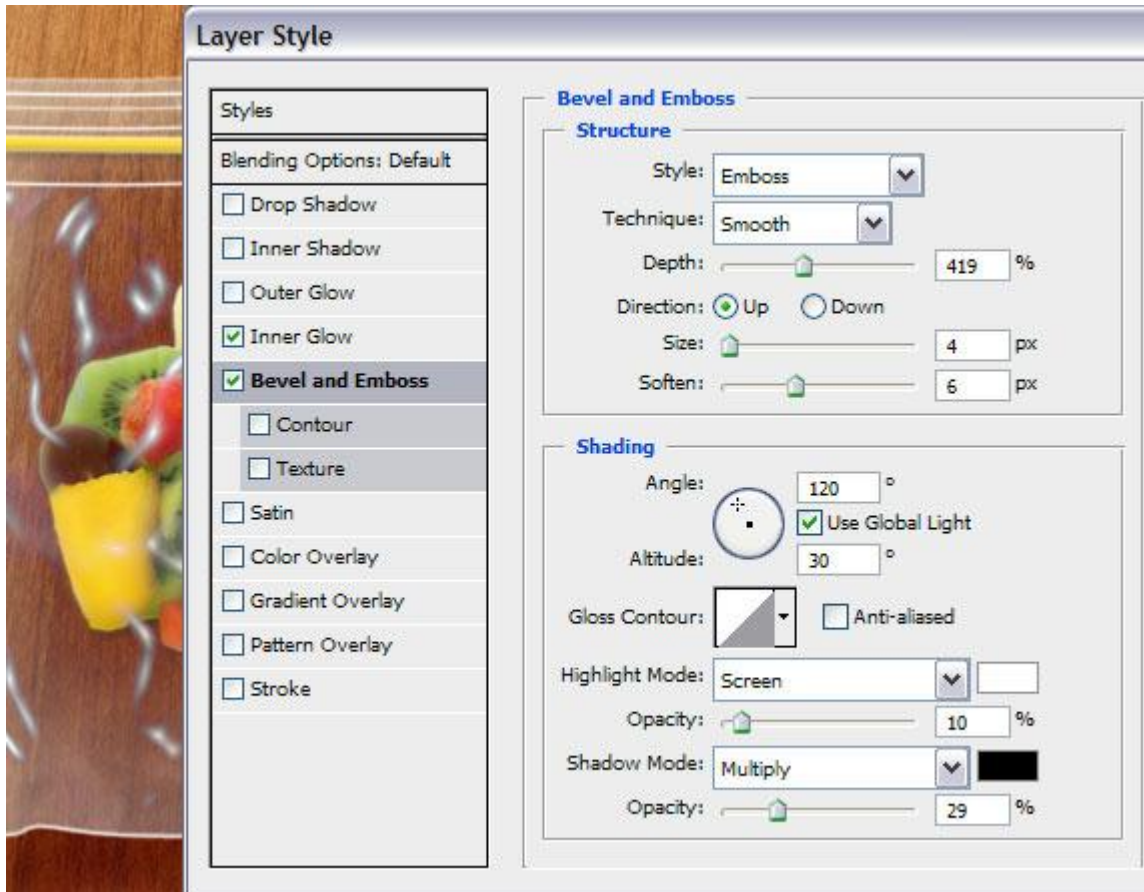 Layer Style
Styles
Blending Options: Default
Drop Shadow
Inner Shadow
Outer Glow
Inner Glow
Bevel and Emboss
Contour
Texture
Satin
Color Overlay
Gradient Overlay
Pattern Overlay
Stroke
Bevel and Emboss
Structure
Style: Emboss
Technique: Smooth
Depth: 419 %
Direction: Up Down
Size: 4 px
Soften: 6 px
Shading
Angle: 120 °
Use Global Light
Altitude: 30 °
Gloss Contour: Anti-aliased
Highlight Mode: Screen
Opacity: 10 %
Shadow Mode: Multiply
Opacity: 29 %